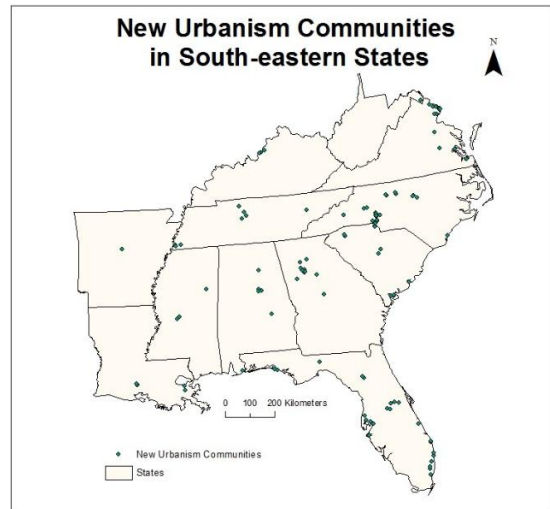 New Urbanism Communities
in South-eastern States
N
0 100 200 Kilometers
New Urbanism Communities
States